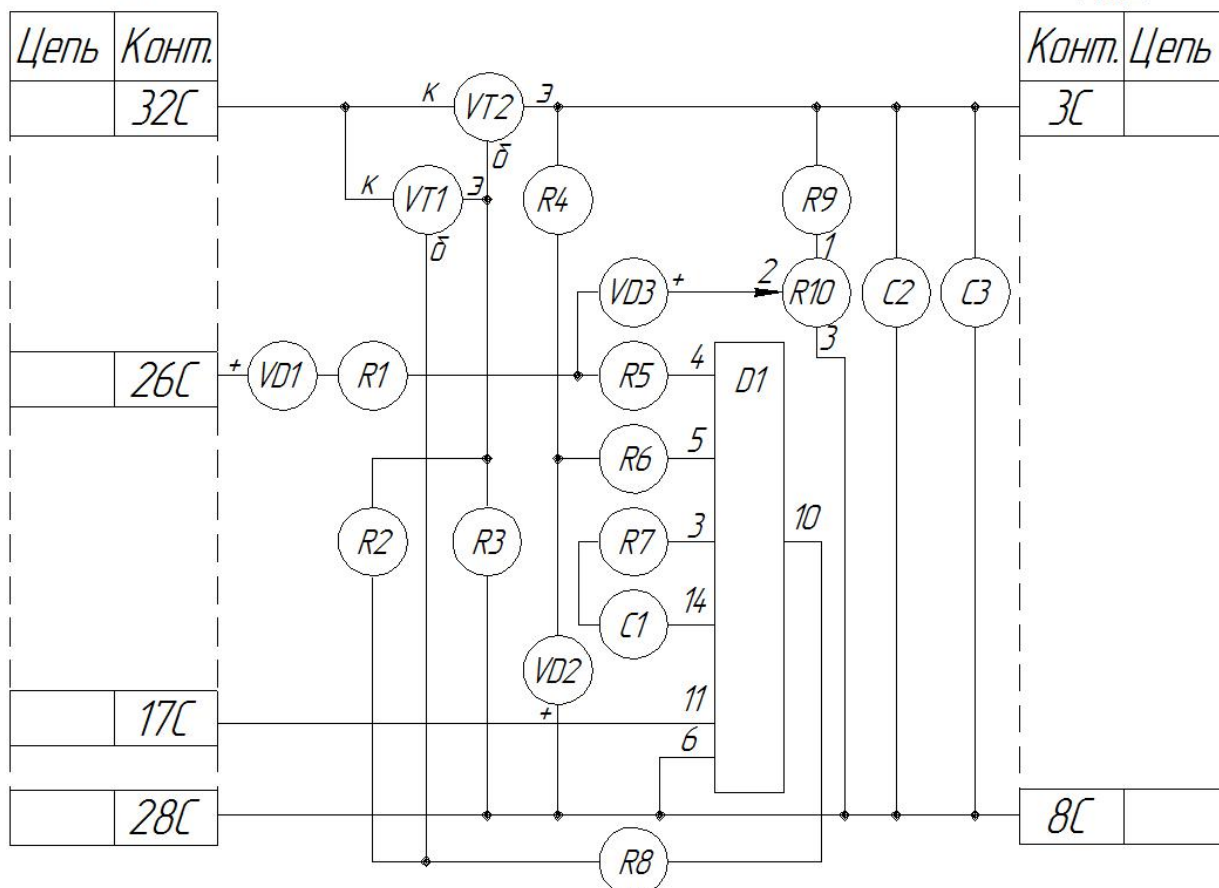 Цепь Конт.
Конт. Цепь
32С
к VT2 э
3С
б
к VT1 э
R4
R9
б
1
VD3 + 2 R10 C2 C3
3
26С
+ VD1 R1
R5 4 D1
R6 5
10
R2 R3 R7 3
C1 14
VD2
+
17С
11
6
28С
8С
R8